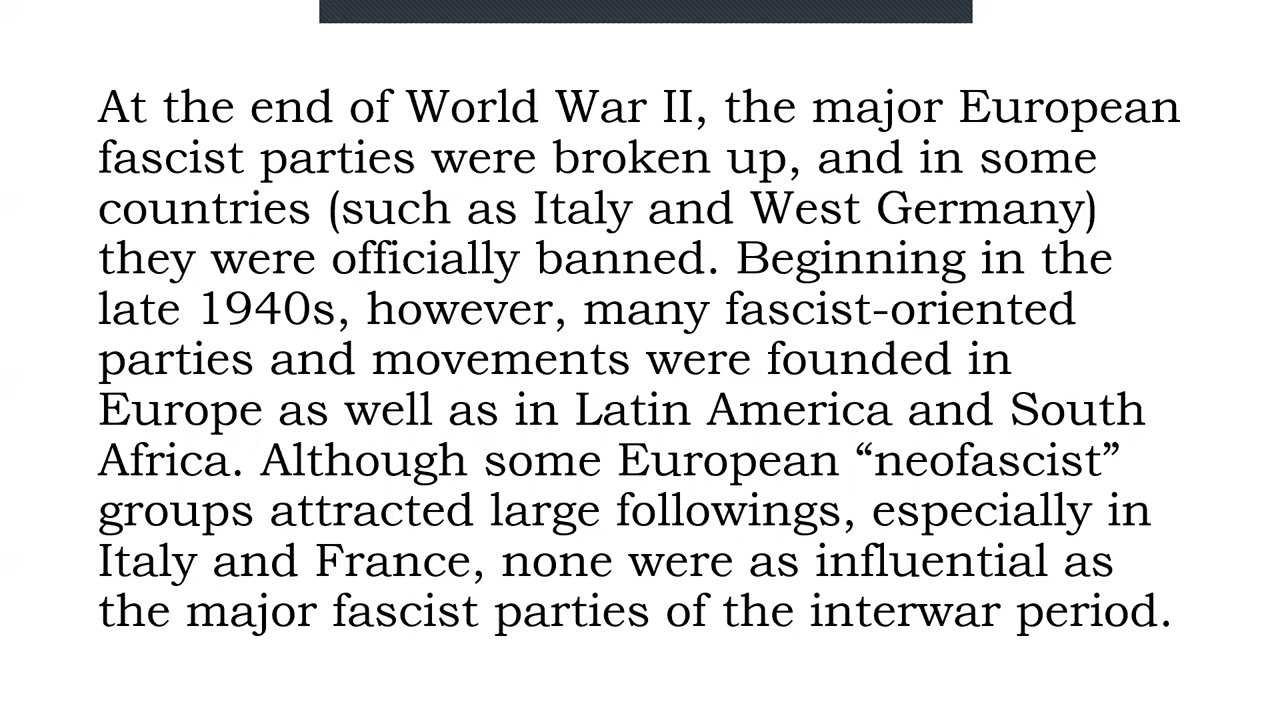 At the end of World War II, the major European
fascist parties were broken up, and in some
countries (such as Italy and West Germany)
they were officially banned. Beginning in the
late 1940s, however, many fascist-oriented
parties and movements were founded in
Europe as well as in Latin America and South
Africa. Although some European “neofascist”
groups attracted large followings, especially in
Italy and France, none were as influential as
the major fascist parties of the interwar period.